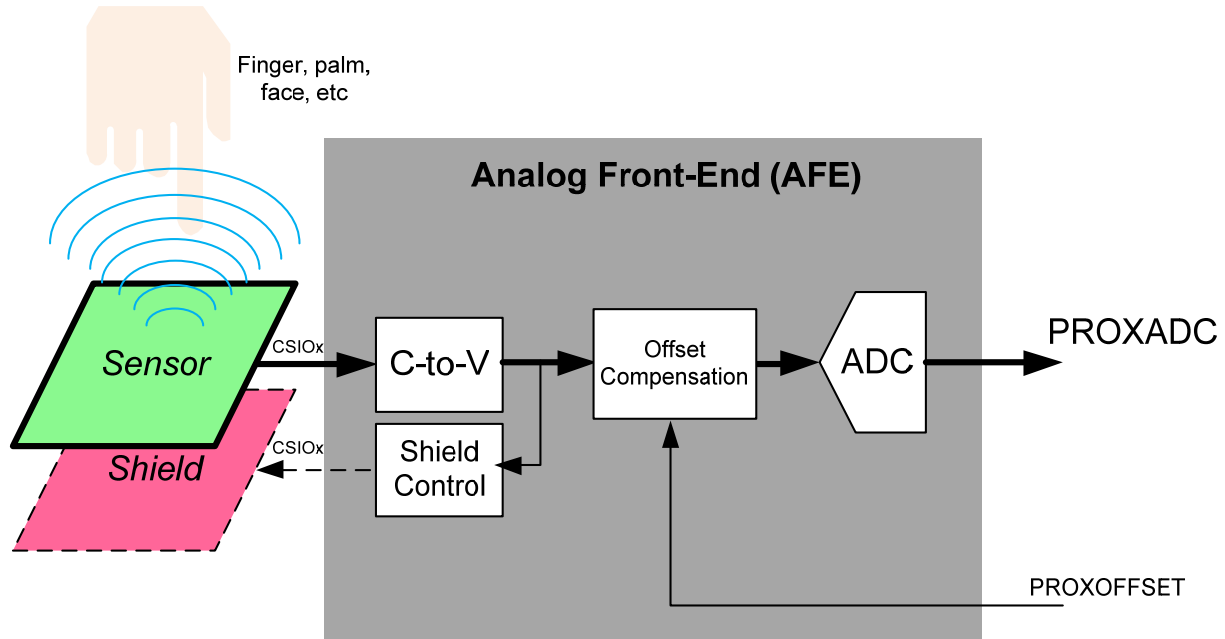 Finger, palm,
face, etc
Analog Front-End (AFE)
Sensor
CSIOx
C-to-V
Offset
Compensation
ADC
PROXADC
Shield
CSIOx
Shield
Control
PROXOFFSET